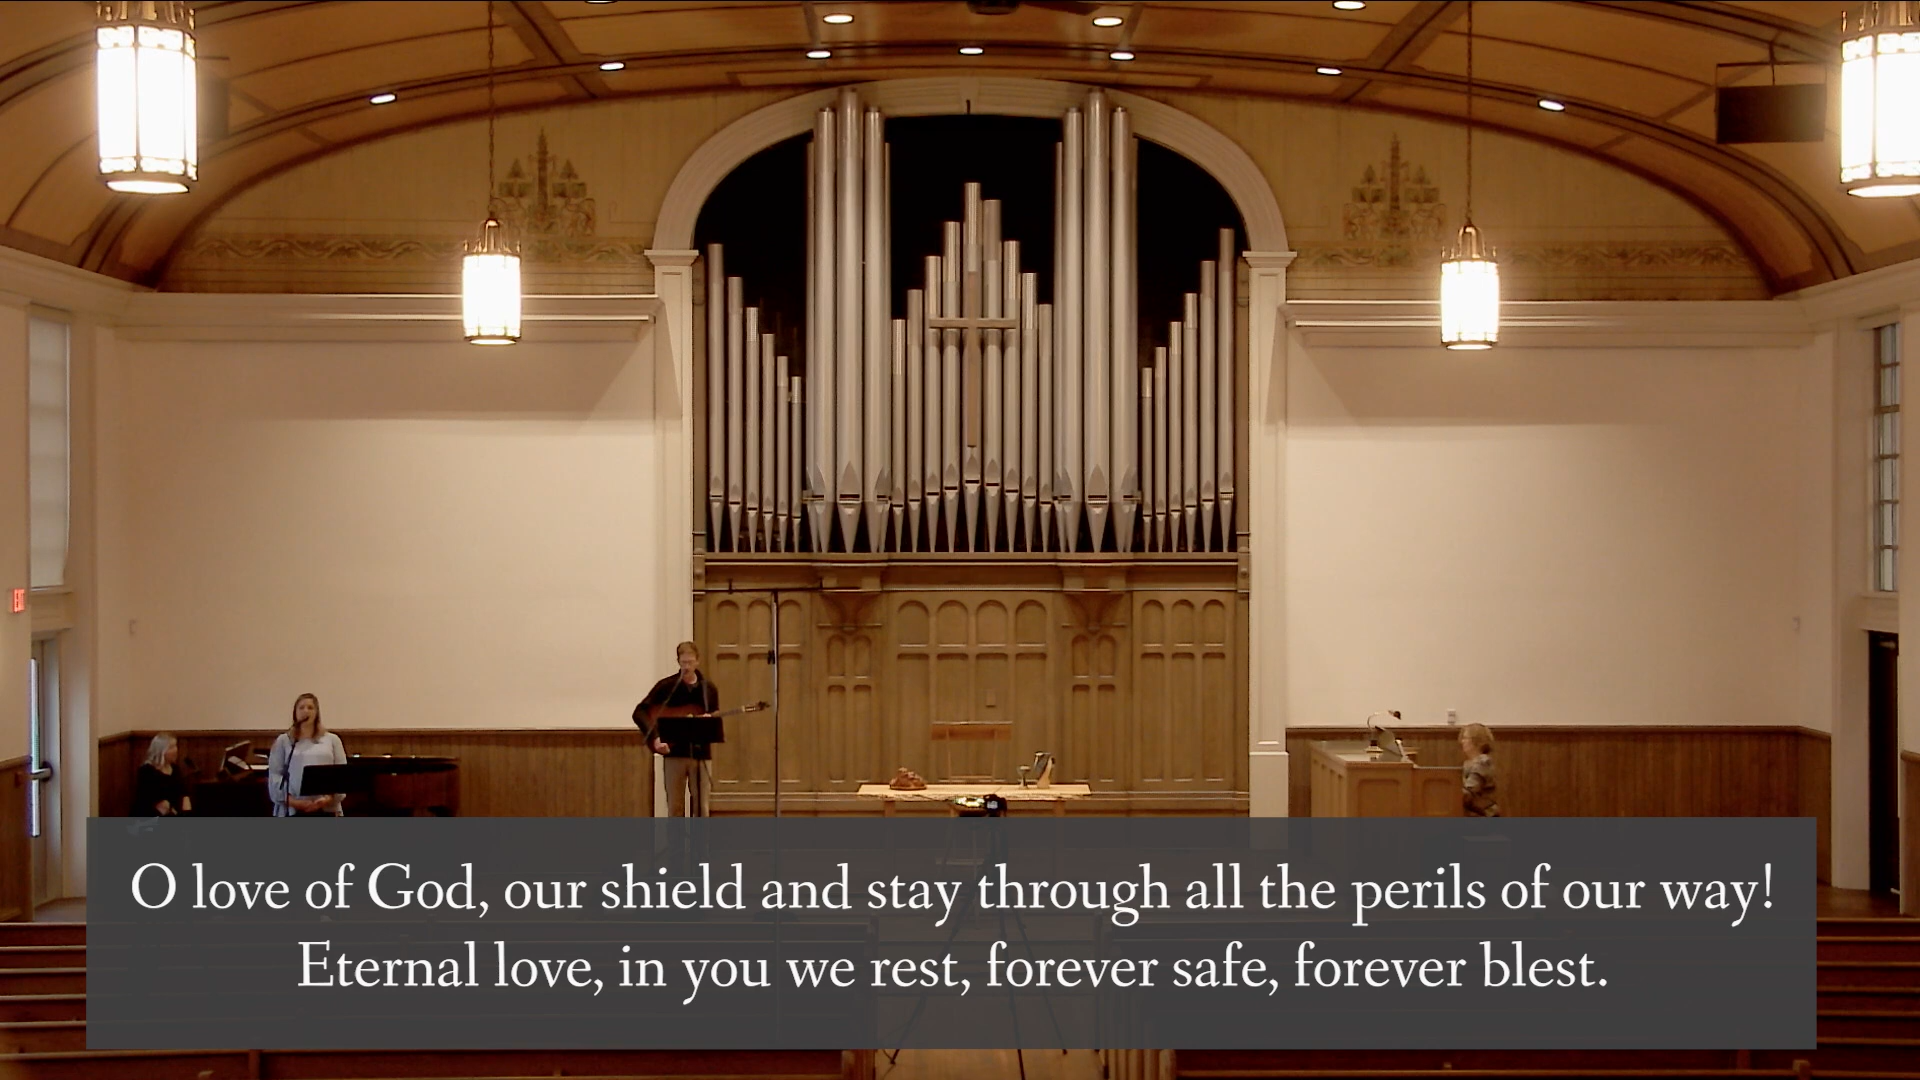 EXIT
O love of God, our shield and stay through all the perils of our way!
Eternal love, in you we rest, forever safe, forever blest.